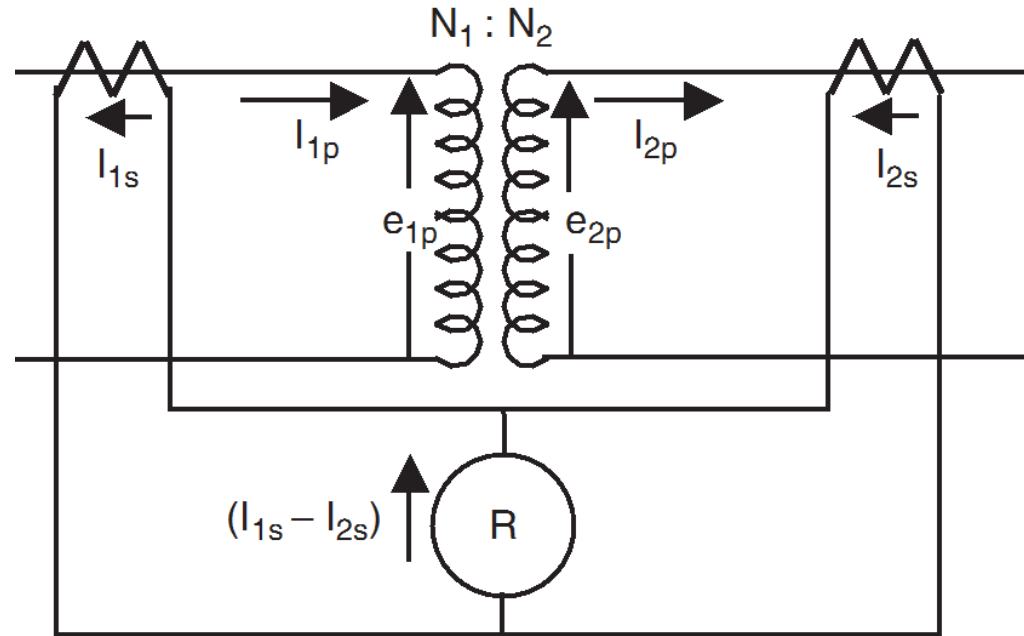 N₁ : N₂
I₁ₚ
I₂ₚ
I₁ₛ
I₂ₛ
e₁ₚ
e₂ₚ
(I₁ₛ – I₂ₛ)
R